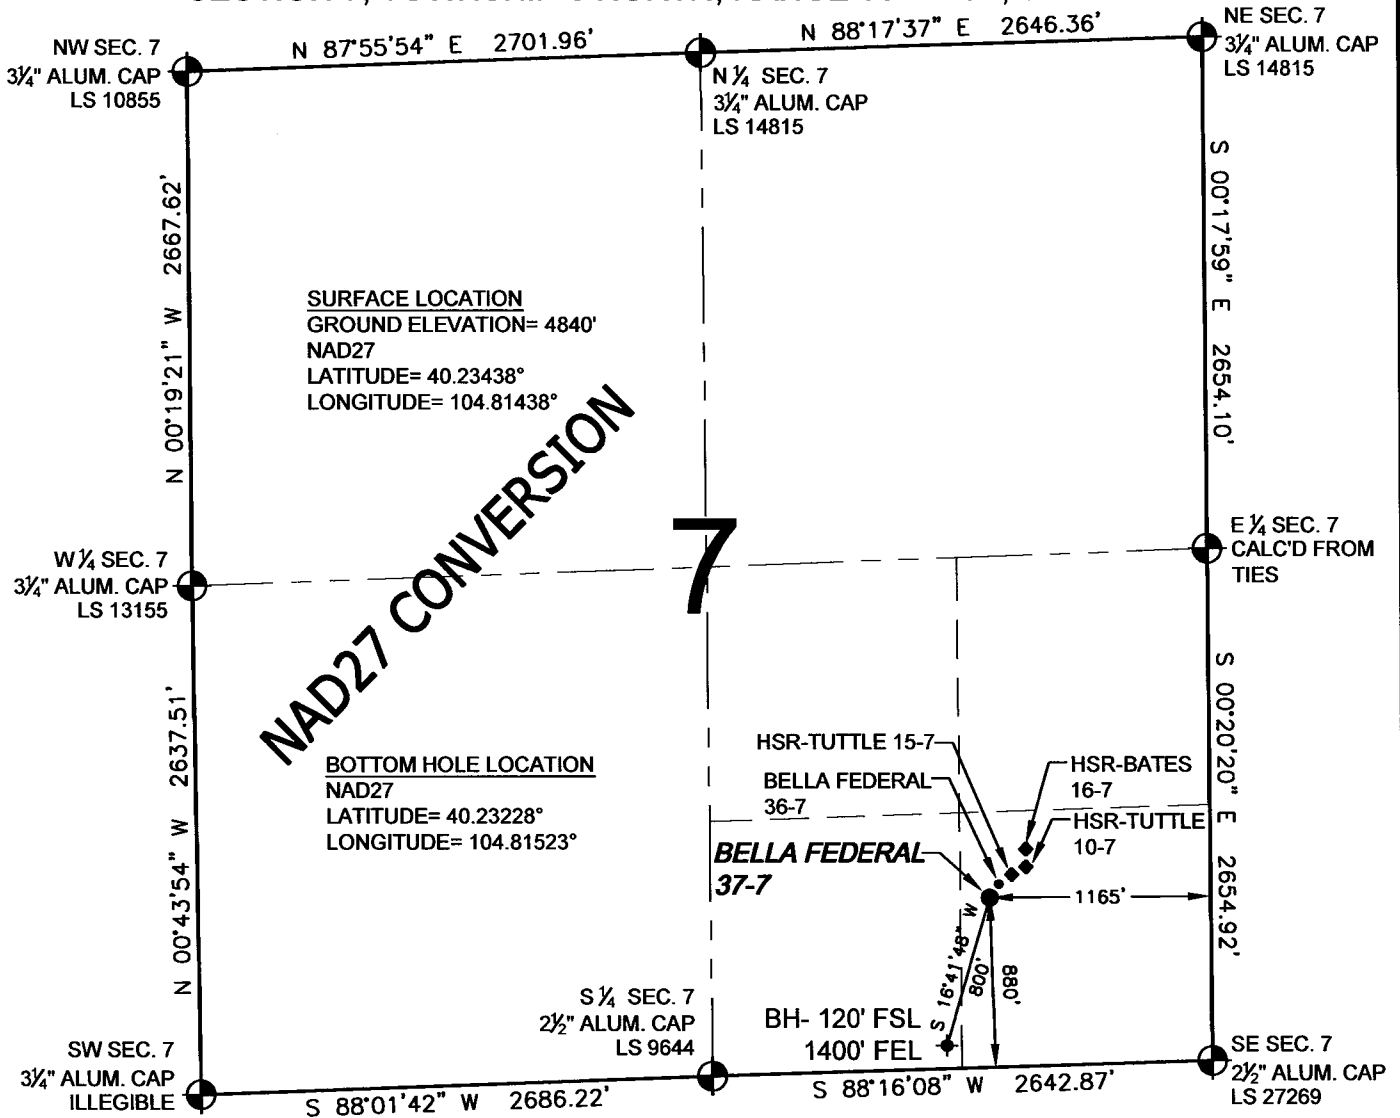 NW SEC. 7
3¼" ALUM. CAP
LS 10855
N 87°55'54" E 2701.96'
N ¼ SEC. 7
3¼" ALUM. CAP
LS 14815
N 88°17'37" E 2646.36'
NE SEC. 7
3¼" ALUM. CAP
LS 14815
N 00°19'21" W 2667.62'
S 00°17'59" E 2654.10'
SURFACE LOCATION
GROUND ELEVATION= 4840'
NAD27
LATITUDE= 40.23438°
LONGITUDE= 104.81438°
NAD27 CONVERSION
7
W ¼ SEC. 7
3¼" ALUM. CAP
LS 13155
E ¼ SEC. 7
CALC'D FROM
TIES
N 00°43'54" W 2637.51'
S 00°20'20" E 2654.92'
BOTTOM HOLE LOCATION
NAD27
LATITUDE= 40.23228°
LONGITUDE= 104.81523°
HSR-TUTTLE 15-7
BELLA FEDERAL
36-7
HSR-BATES
16-7
HSR-TUTTLE
10-7
BELLA FEDERAL
37-7
1165'
S 16°41'48" W
800'
880'
BH- 120' FSL
1400' FEL
S ¼ SEC. 7
2½" ALUM. CAP
LS 9644
SW SEC. 7
3¼" ALUM. CAP
ILLEGIBLE
S 88°01'42" W 2686.22'
S 88°16'08" W 2642.87'
SE SEC. 7
2½" ALUM. CAP
LS 27269